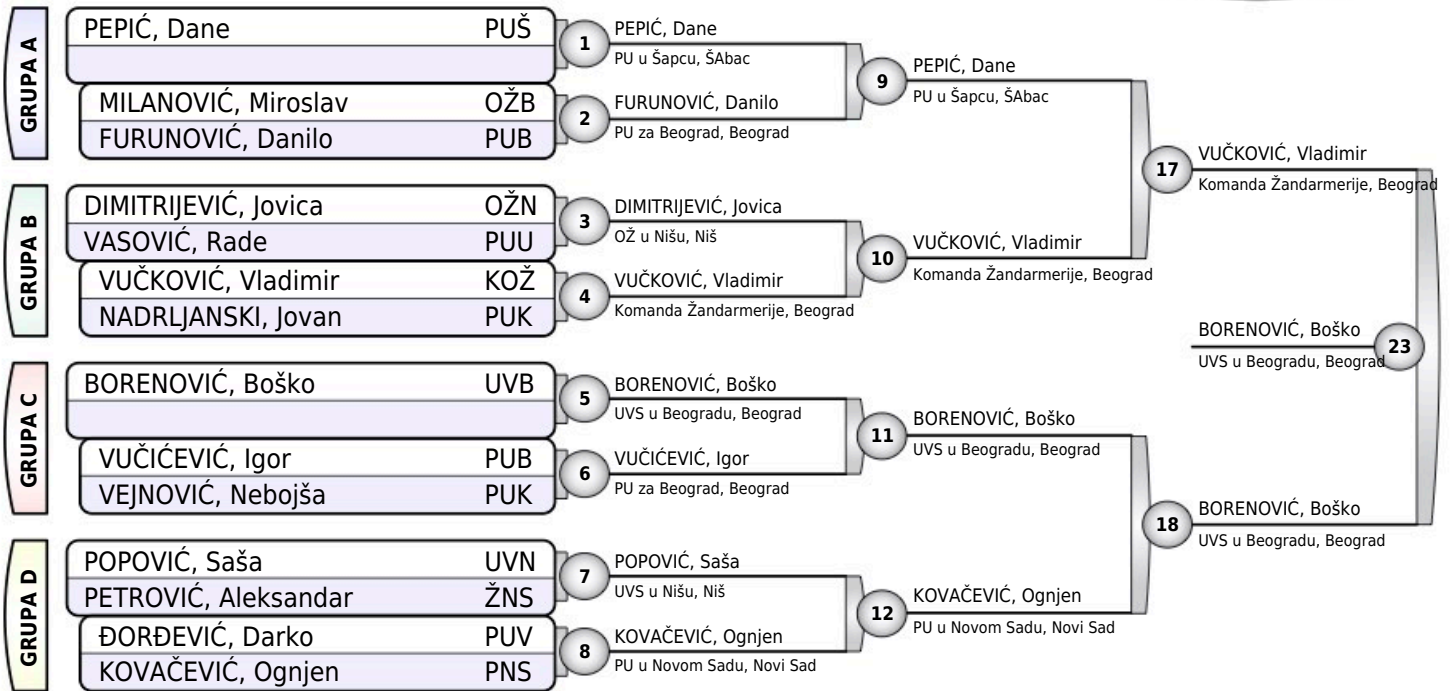 GRUPA A
PEPIĆ, Dane PUŠ
MILANOVIĆ, Miroslav OŽB
FURUNOVIĆ, Danilo PUB
GRUPA B
DIMITRIJEVIĆ, Jovica OŽN
VASOVIĆ, Rade PUU
VUČKOVIĆ, Vladimir KOŽ
NADRLJANSKI, Jovan PUK
GRUPA C
BORENOVIĆ, Boško UVB
VUČIĆEVIĆ, Igor PUB
VEJNOVIĆ, Nebojša PUK
GRUPA D
POPOVIĆ, Saša UVN
PETROVIĆ, Aleksandar ŽNS
ĐORĐEVIĆ, Darko PUV
KOVAČEVIĆ, Ognjen PNS
1
PEPIĆ, Dane
PU u Šapcu, ŠAbac
2
FURUNOVIĆ, Danilo
PU za Beograd, Beograd
3
DIMITRIJEVIĆ, Jovica
OŽ u Nišu, Niš
4
VUČKOVIĆ, Vladimir
Komanda Žandarmerije, Beograd
5
BORENOVIĆ, Boško
UVS u Beogradu, Beograd
6
VUČIĆEVIĆ, Igor
PU za Beograd, Beograd
7
POPOVIĆ, Saša
UVS u Nišu, Niš
8
KOVAČEVIĆ, Ognjen
PU u Novom Sadu, Novi Sad
9
PEPIĆ, Dane
PU u Šapcu, ŠAbac
10
VUČKOVIĆ, Vladimir
Komanda Žandarmerije, Beograd
11
BORENOVIĆ, Boško
UVS u Beogradu, Beograd
12
KOVAČEVIĆ, Ognjen
PU u Novom Sadu, Novi Sad
17
VUČKOVIĆ, Vladimir
Komanda Žandarmerije, Beograd
18
BORENOVIĆ, Boško
UVS u Beogradu, Beograd
BORENOVIĆ, Boško
UVS u Beogradu, Beograd
23